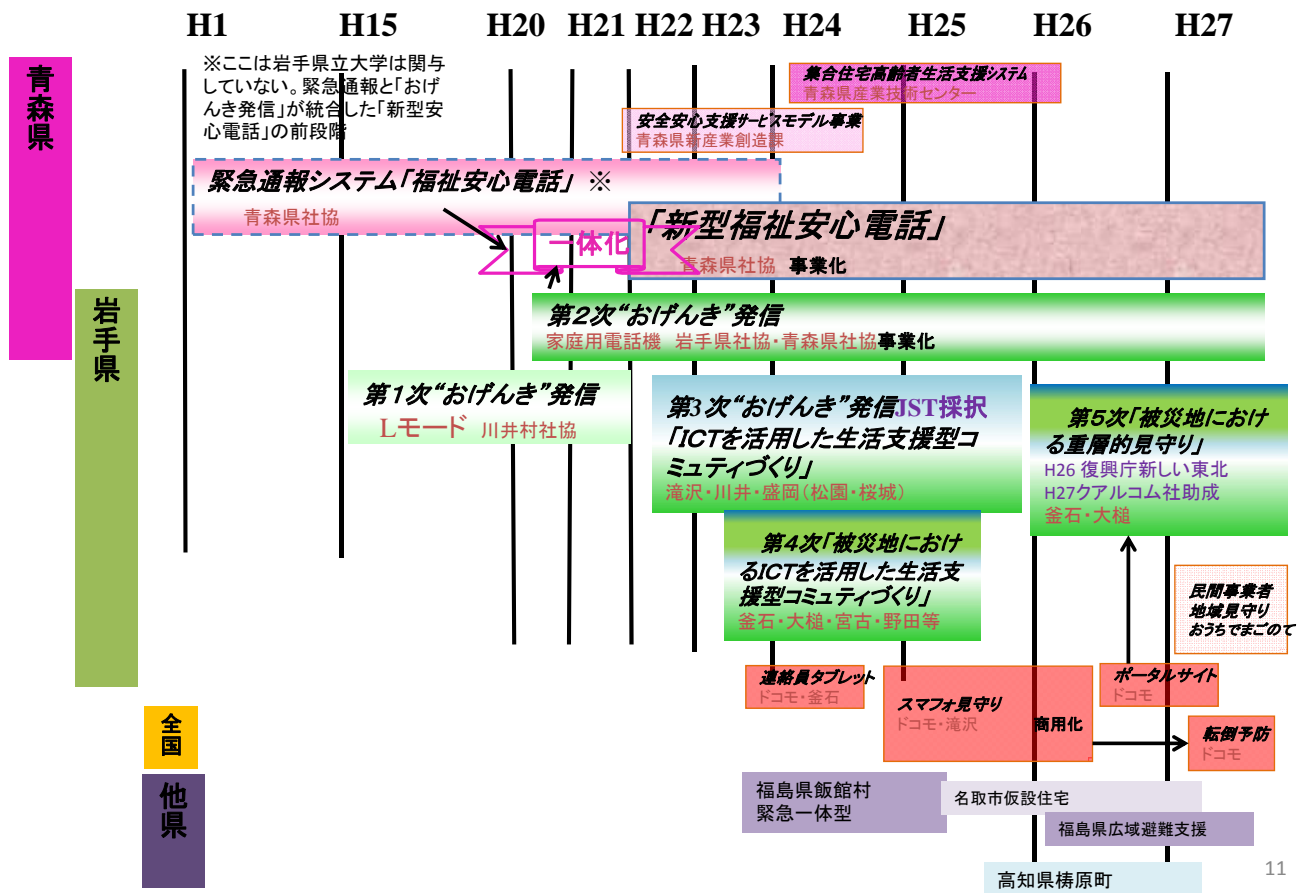 H1 H15 H20 H21 H22 H23 H24 H25 H26 H27
青森県
※ここは岩手県立大学は関与
していない。緊急通報と「おげ
んき発信」が統合した「新型安
心電話」の前段階
集合住宅高齢者生活支援システム
青森県産業技術センター
安全安心支援サービスモデル事業
青森県新産業創造課
緊急通報システム「福祉安心電話」※
青森県社協
一体化
「新型福祉安心電話」
青森県社協 事業化
岩手県
第2次“おげんき”発信
家庭用電話機 岩手県社協・青森県社協事業化
第1次“おげんき”発信
Lモード 川井村社協
第3次“おげんき”発信JST採択
「ICTを活用した生活支援型コ
ミュティづくり」
滝沢・川井・盛岡(松園・桜城)
第5次「被災地におけ
る重層的見守り」
H26 復興庁新しい東北
H27クアルコム社助成
釜石・大槌
第4次「被災地におけ
るICTを活用した生活支
援型コミュティづくり」
釜石・大槌・宮古・野田等
民間事業者
地域見守り
おうちでまごのて
連絡員タブレット
ドコモ・釜石
スマフォ見守り
ドコモ・滝沢 商用化
ポータルサイト
ドコモ
転倒予防
ドコモ
全国
他県
福島県飯館村
緊急一体型
名取市仮設住宅
福島県広域避難支援
高知県梼原町
11